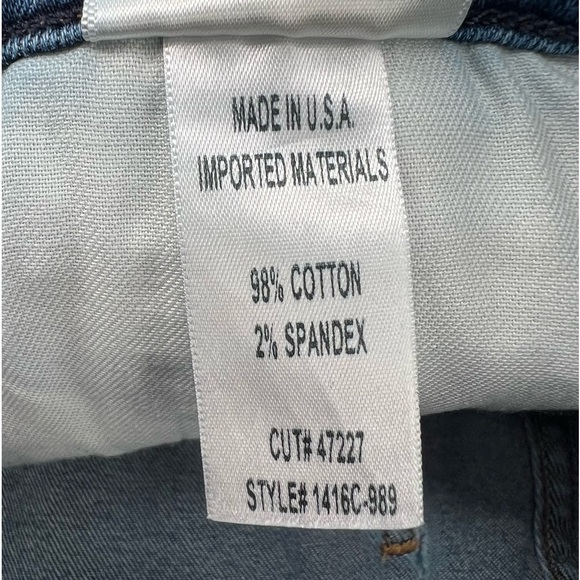 MADE IN U.S.A.
IMPORTED MATERIALS
98% COTTON
2% SPANDEX
CUT# 47227
STYLE# 1416C-989